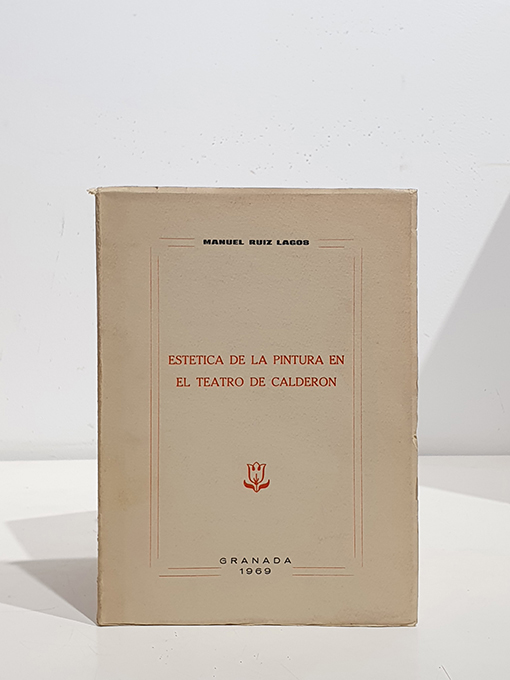 MANUEL RUIZ LAGOS
ESTETICA DE LA PINTURA EN
EL TEATRO DE CALDERON
GRANADA
1969